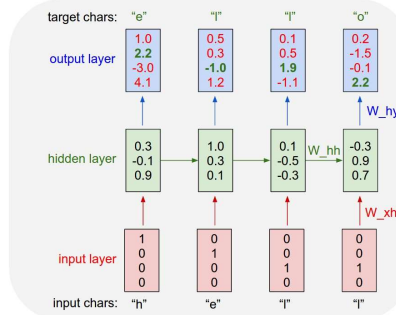 target chars: “e” “l” “l” “o”
output layer
1.0 0.5 0.1 0.2
2.2 0.3 0.5 -1.5
-3.0 -1.0 1.9 -0.1
4.1 1.2 -1.1 2.2
W_hy
hidden layer
0.3 1.0 0.1 -0.3
-0.1 0.3 -0.5 0.9
0.9 0.1 -0.3 0.7
W_hh
W_xh
input layer
1 0 0 0
0 1 0 0
0 0 1 1
0 0 0 0
input chars: “h” “e” “l” “l”